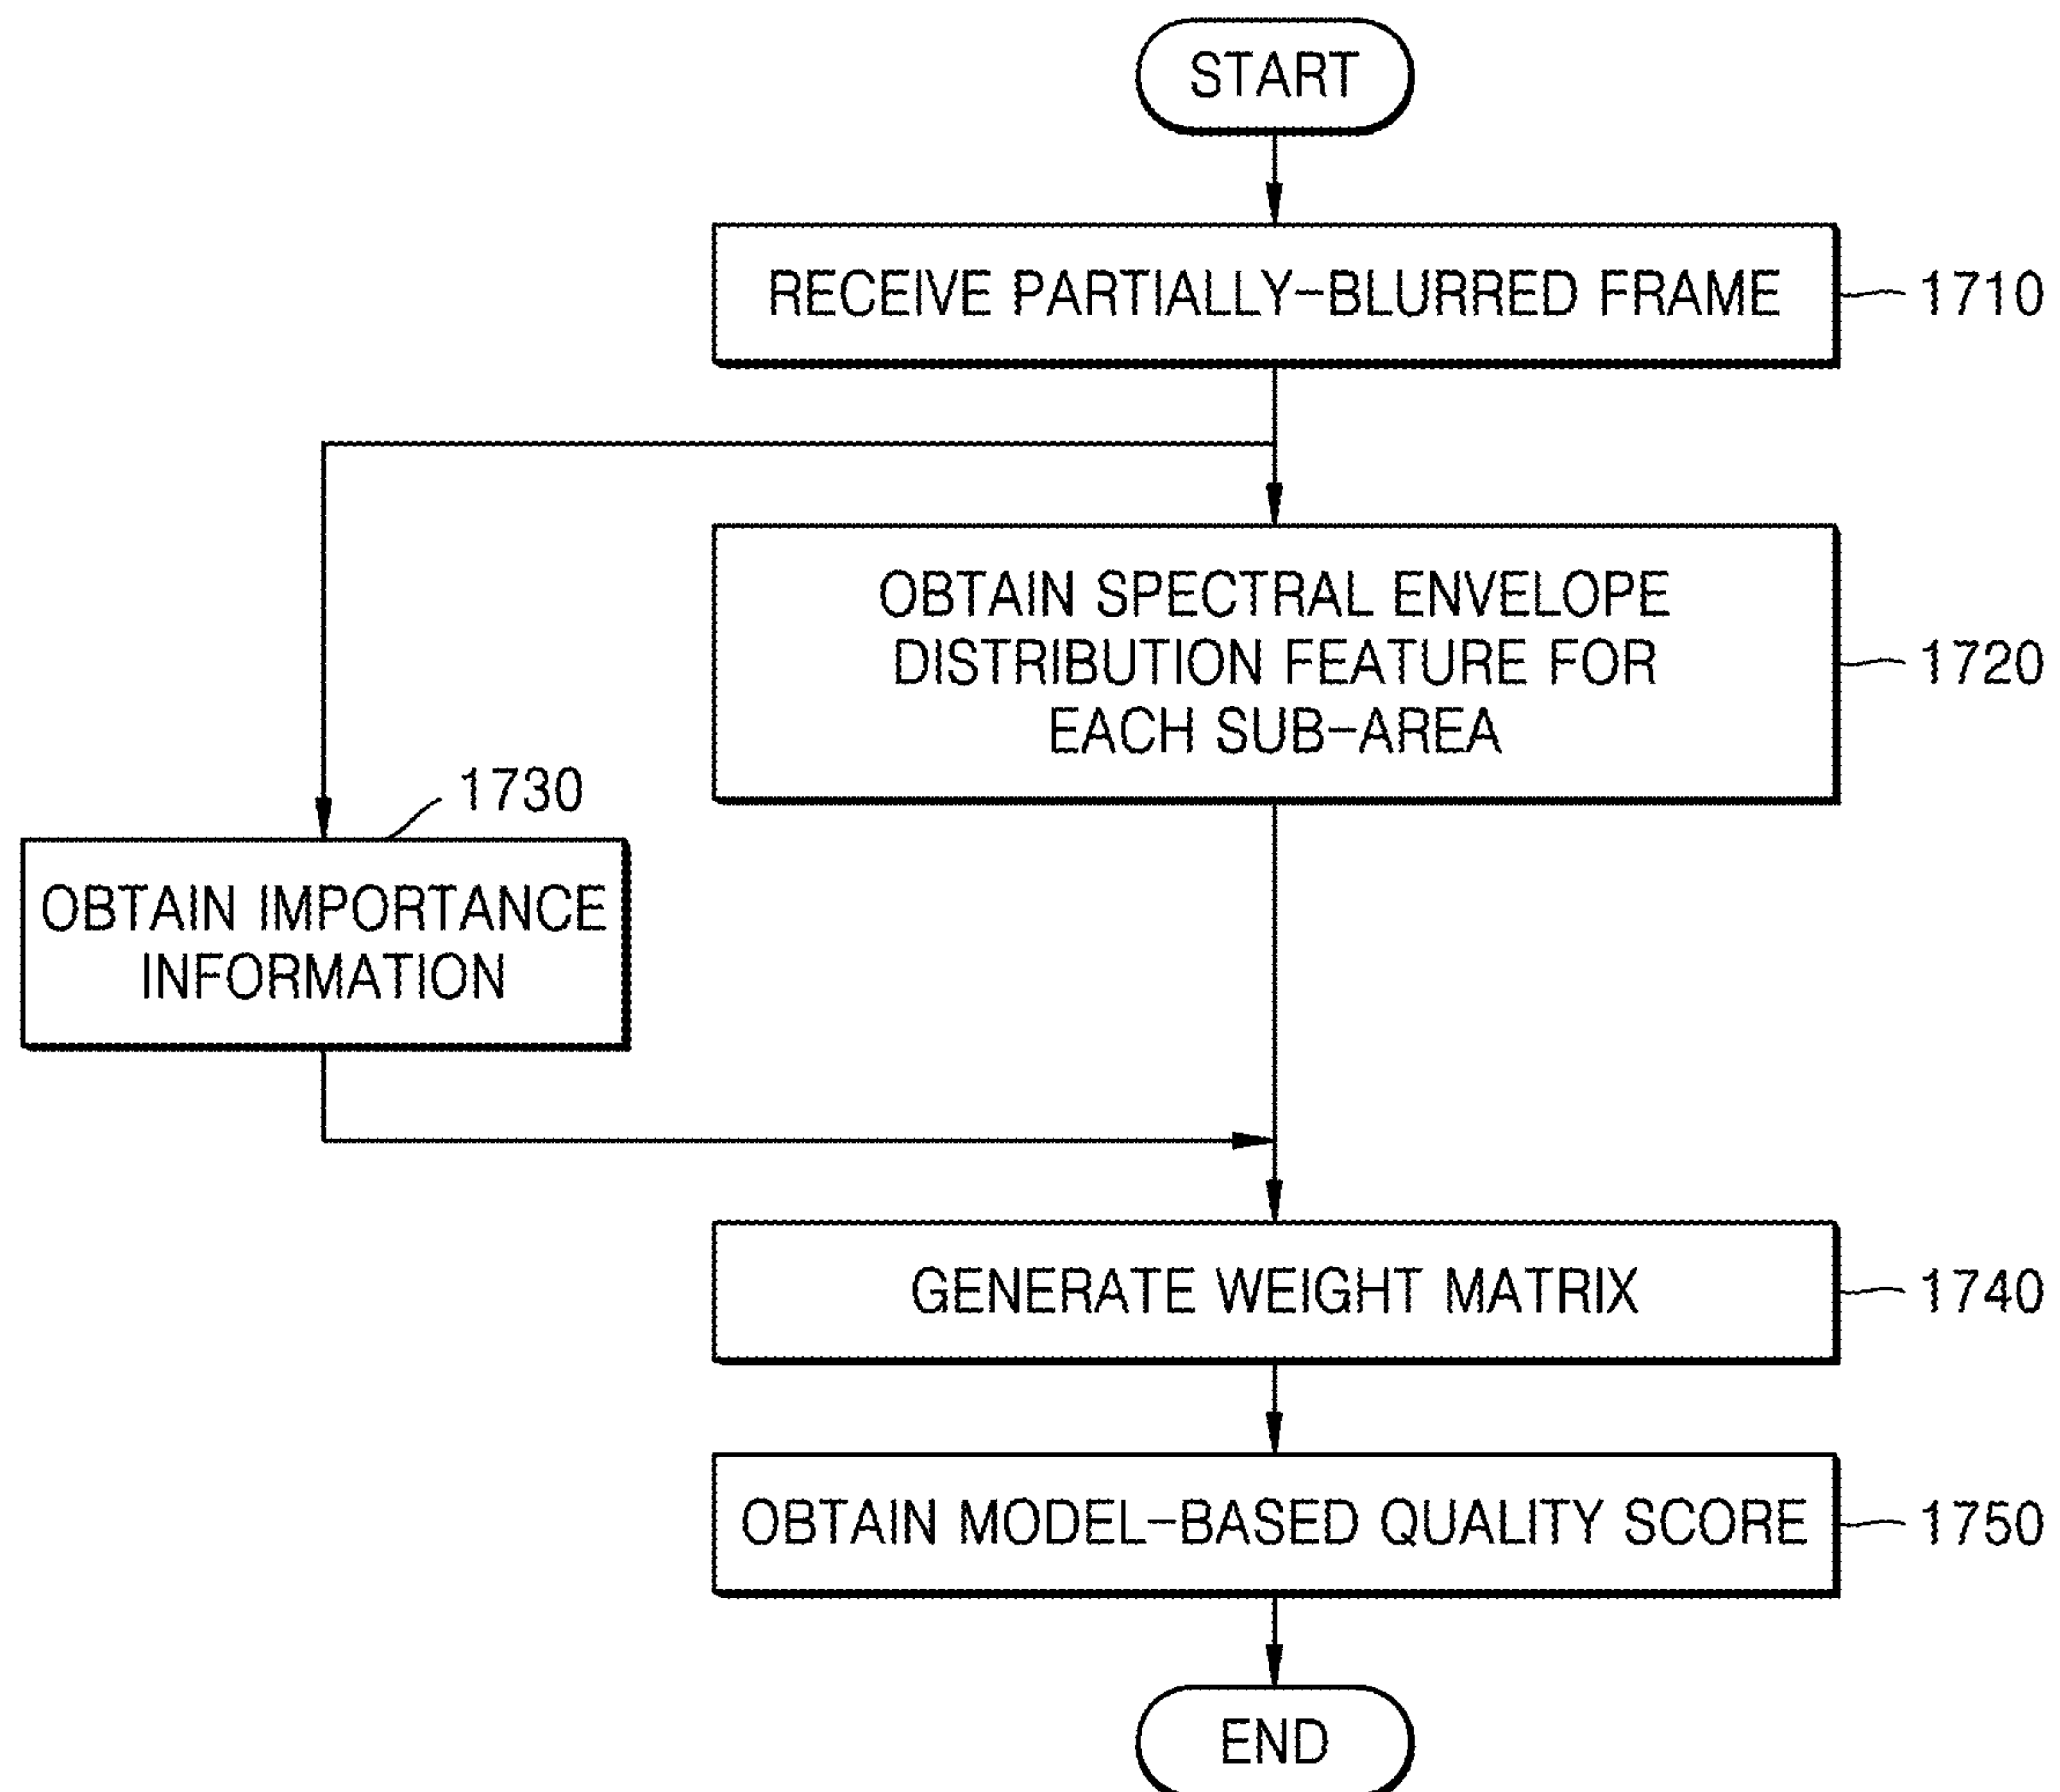 START
RECEIVE PARTIALLY-BLURRED FRAME
1710
OBTAIN SPECTRAL ENVELOPE
DISTRIBUTION FEATURE FOR
EACH SUB-AREA
1720
1730
OBTAIN IMPORTANCE
INFORMATION
GENERATE WEIGHT MATRIX
1740
OBTAIN MODEL-BASED QUALITY SCORE
1750
END